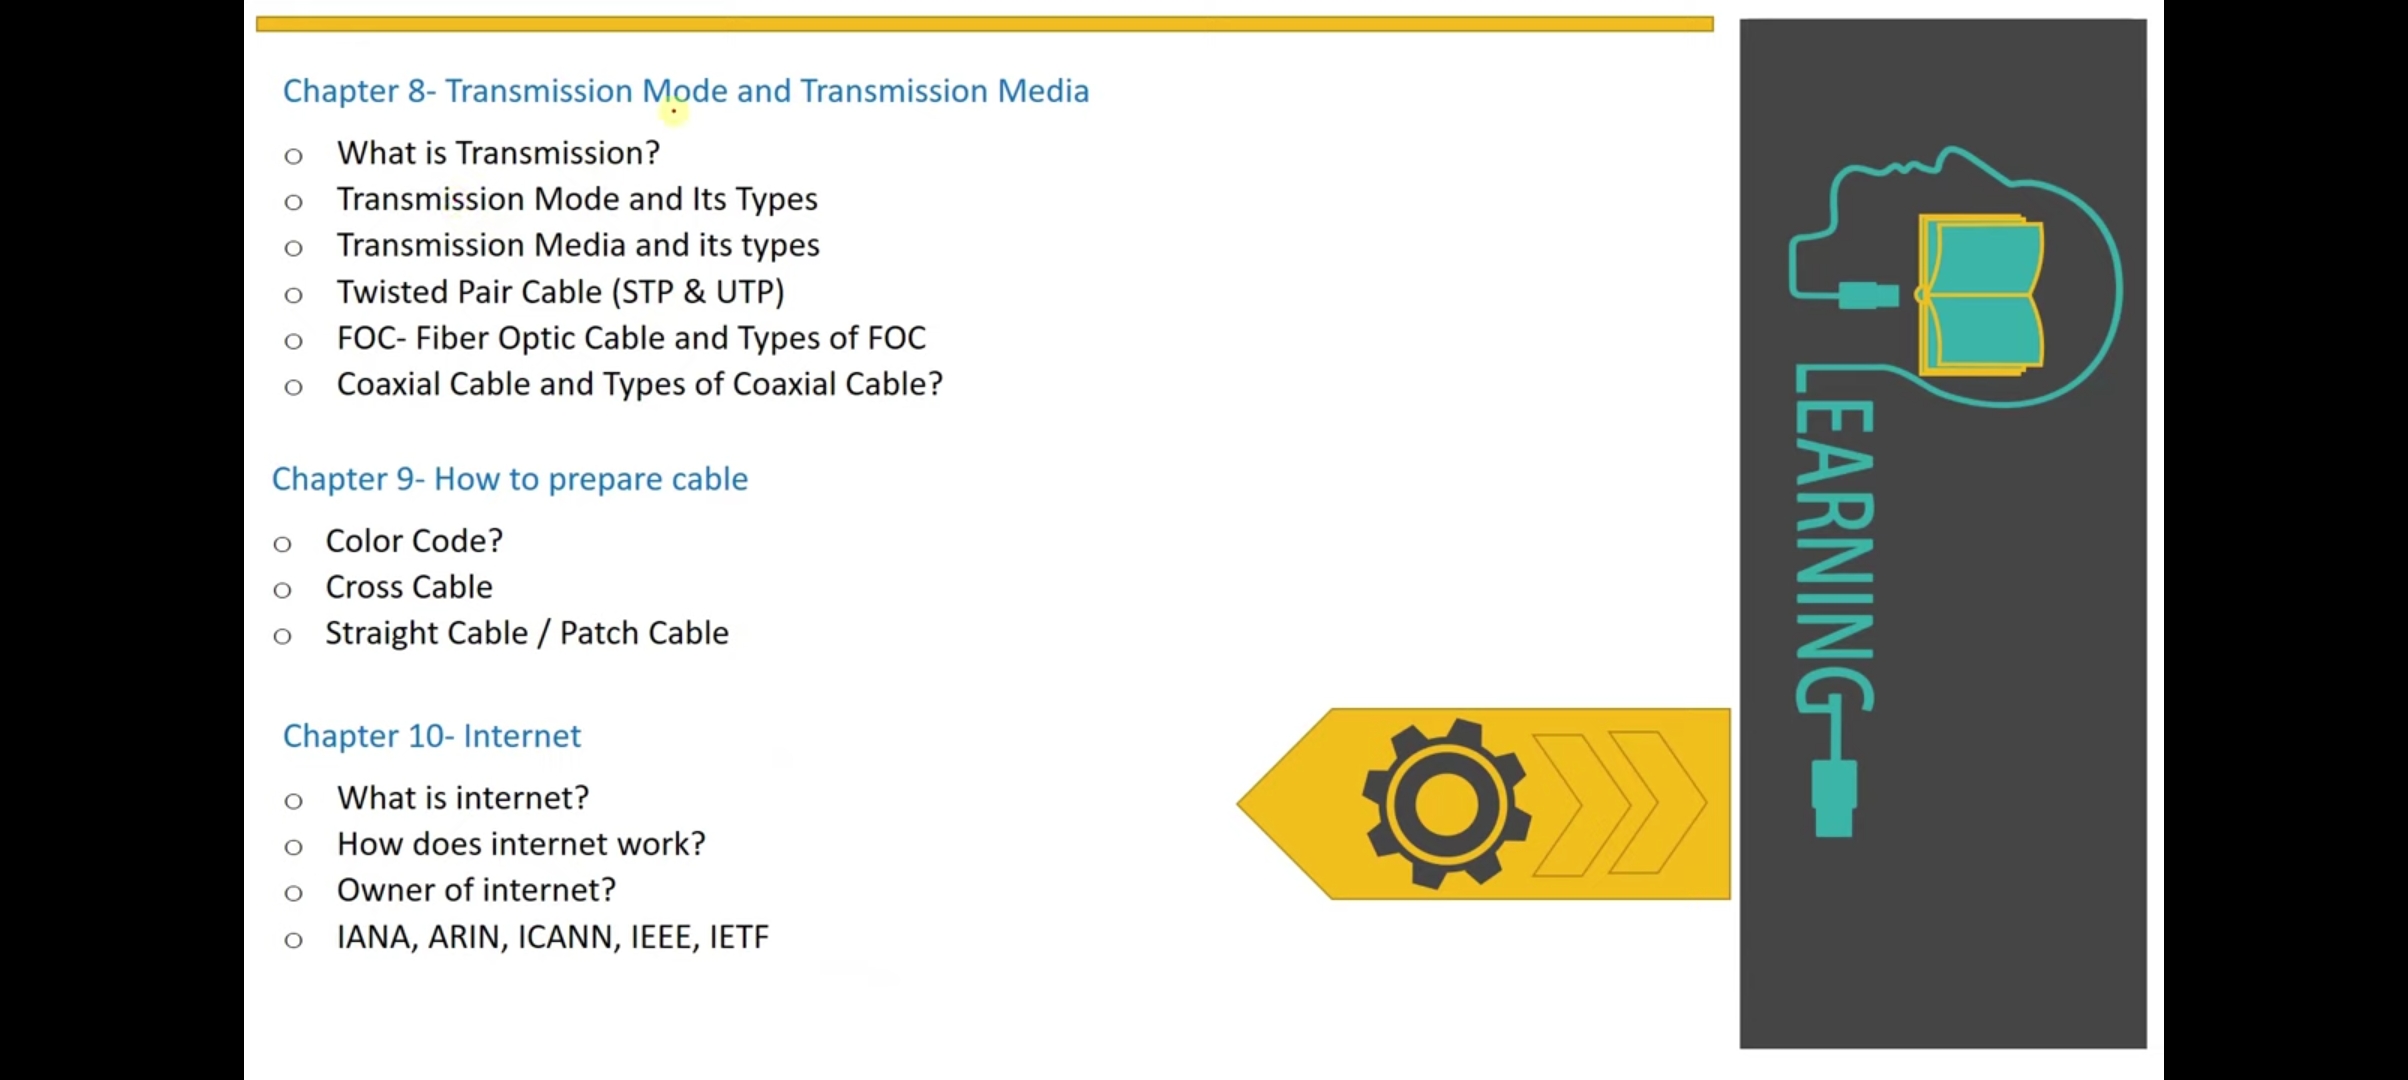 Chapter 8- Transmission Mode and Transmission Media
o What is Transmission?
o Transmission Mode and Its Types
o Transmission Media and its types
o Twisted Pair Cable (STP & UTP)
o FOC- Fiber Optic Cable and Types of FOC
o Coaxial Cable and Types of Coaxial Cable?
Chapter 9- How to prepare cable
o Color Code?
o Cross Cable
o Straight Cable / Patch Cable
Chapter 10- Internet
o What is internet?
o How does internet work?
o Owner of internet?
o IANA, ARIN, ICANN, IEEE, IETF
LEARNING